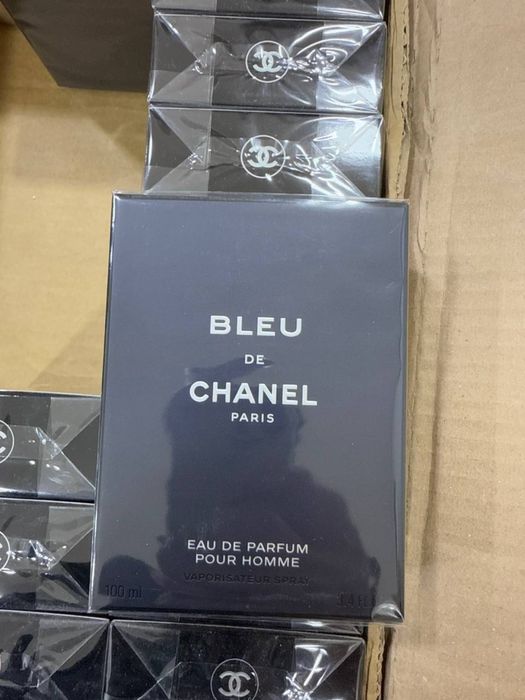 BLEU
DE
CHANEL
PARIS
EAU DE PARFUM
POUR HOMME
VAPORISATEUR SPRAY
100 ml